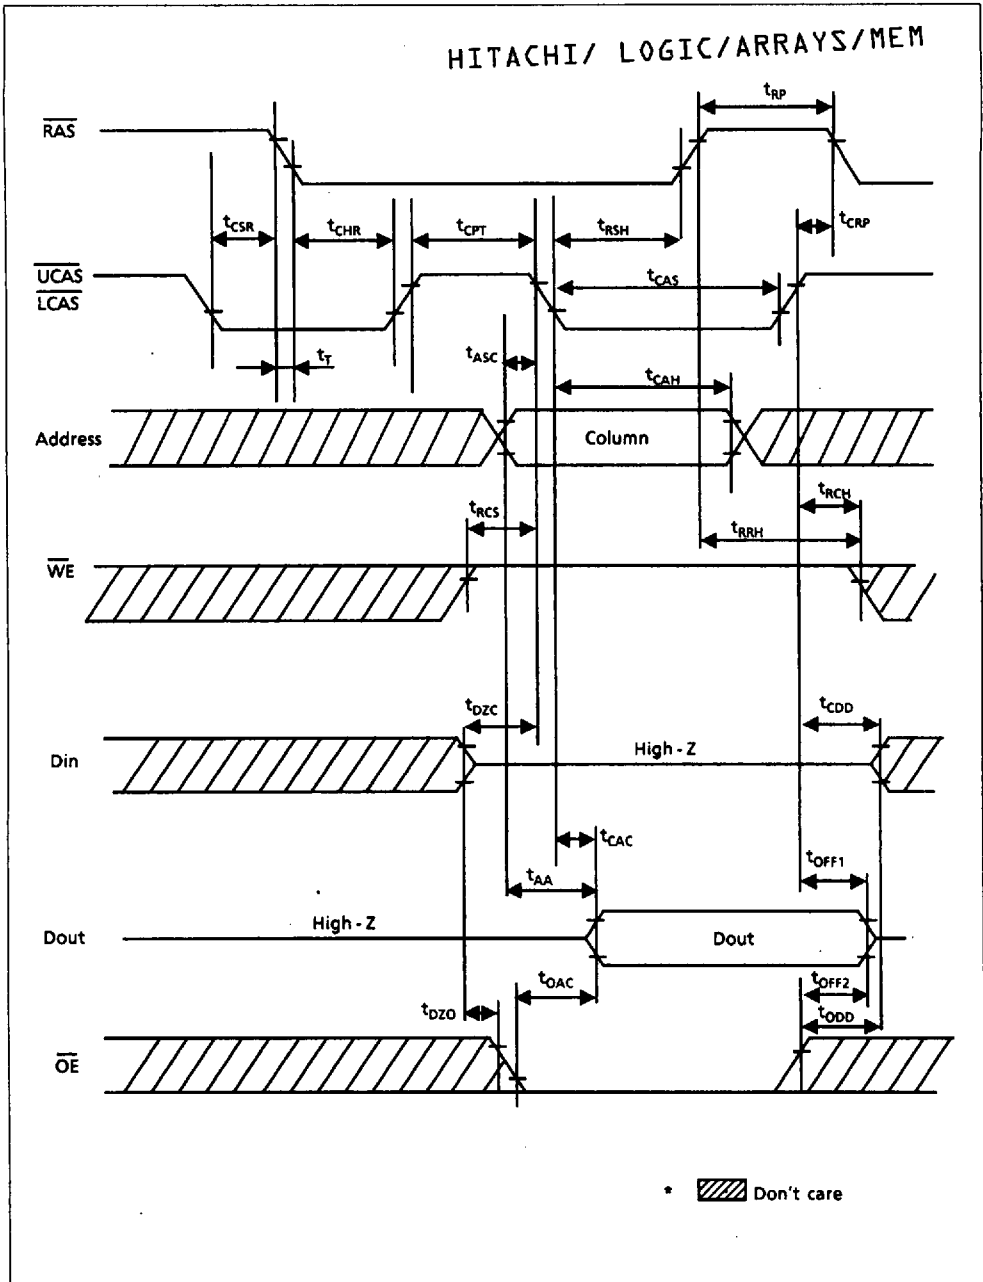 HITACHI/ LOGIC/ARRAYS/MEM
tRP
RAS
tCSR
tCHR
tCPT
tRSH
tCRP
UCAS
LCAS
tCAS
tT
tASC
tCAH
Address
Column
tRCS
tRCH
tRRH
WE
tDZC
tCDD
Din
High-Z
tCAC
tAA
tOFF1
High-Z
Dout
Dout
tOAC
tOFF2
tDZO
tODD
OE
* Don't care